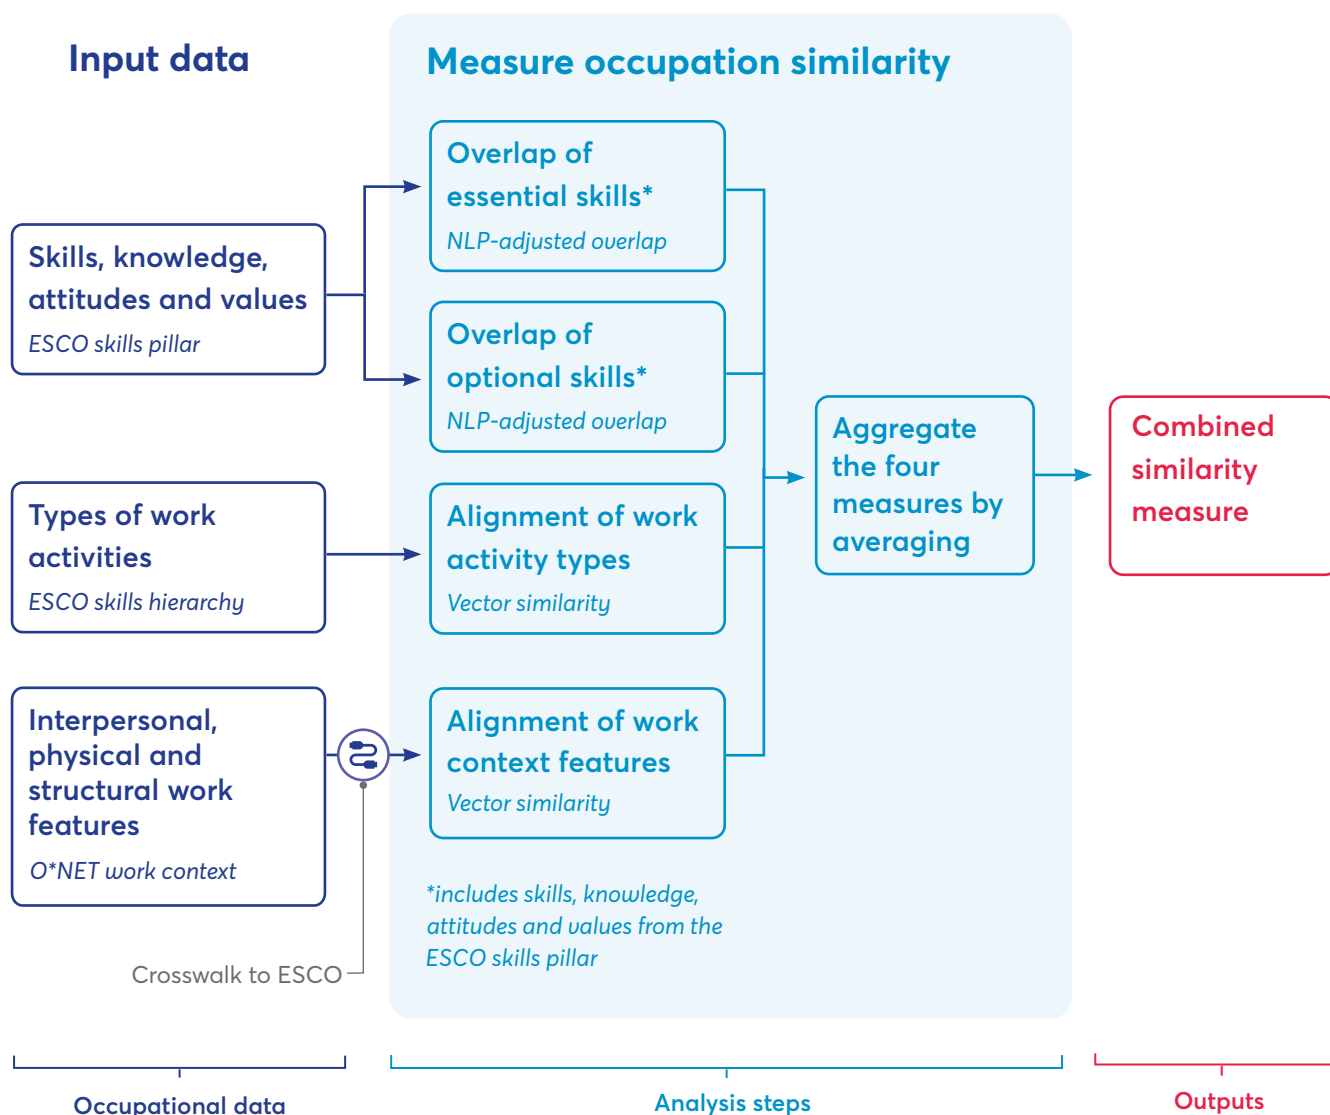 Input data
Measure occupation similarity
Skills, knowledge,
attitudes and values
ESCO skills pillar
Types of work
activities
ESCO skills hierarchy
Interpersonal,
physical and
structural work
features
O*NET work context
Crosswalk to ESCO
Overlap of
essential skills*
NLP-adjusted overlap
Overlap of
optional skills*
NLP-adjusted overlap
Alignment of work
activity types
Vector similarity
Alignment of work
context features
Vector similarity
*includes skills, knowledge,
attitudes and values from the
ESCO skills pillar
Aggregate
the four
measures by
averaging
Combined
similarity
measure
Occupational data
Analysis steps
Outputs